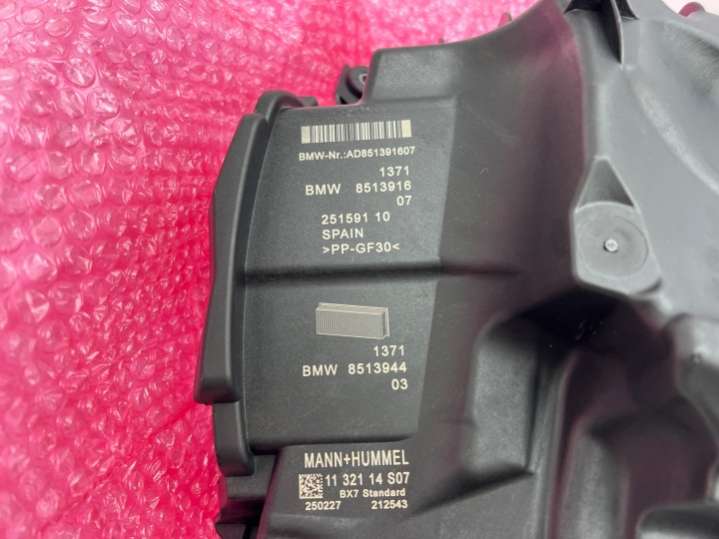 BMW-Nr.:AD851391607
1371
BMW 8513916
07
251591 10
SPAIN
>PP-GF30<
1371
BMW 8513944
03
MANN+HUMMEL
11 321 14 S07
BX7 Standard
250227 212543